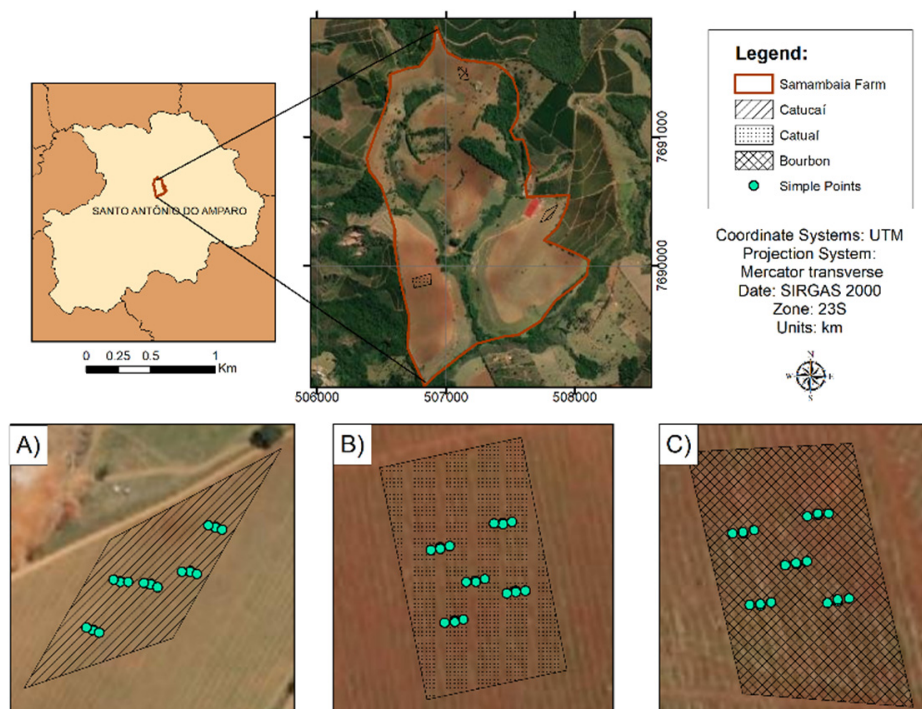 SANTO ANTÔNIO DO AMPARO
0 0.25 0.5 1
Km
7691000
7690000
506000 507000 508000
Legend:
Samambaia Farm
Catucaí
Catuaí
Bourbon
Simple Points
Coordinate Systems: UTM
Projection System:
Mercator transverse
Date: SIRGAS 2000
Zone: 23S
Units: km
N
W E
S
A)
B)
C)